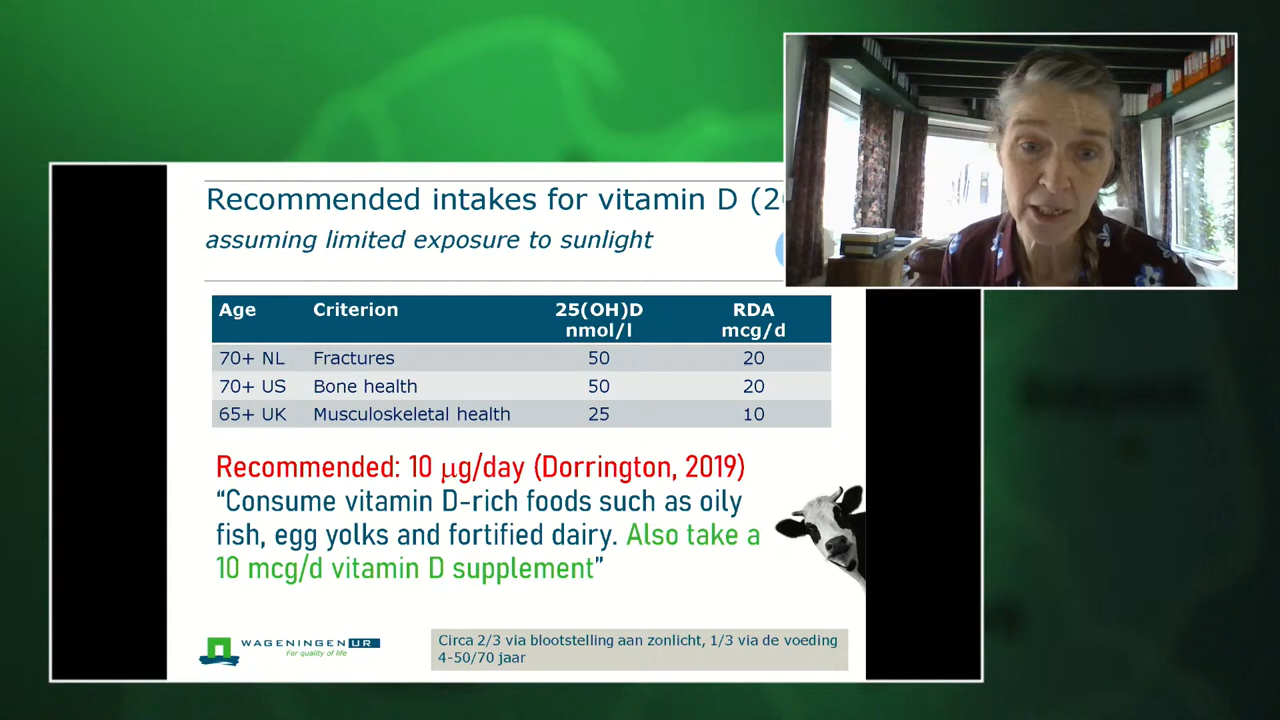 Recommended intakes for vitamin D (2
assuming limited exposure to sunlight
Age Criterion 25(OH)D nmol/l RDA mcg/d
70+ NL Fractures 50 20
70+ US Bone health 50 20
65+ UK Musculoskeletal health 25 10
Recommended: 10 µg/day (Dorrington, 2019)
“Consume vitamin D-rich foods such as oily
fish, egg yolks and fortified dairy. Also take a
10 mcg/d vitamin D supplement”
WAGENINGEN UR
For quality of life
Circa 2/3 via blootstelling aan zonlicht, 1/3 via de voeding
4-50/70 jaar